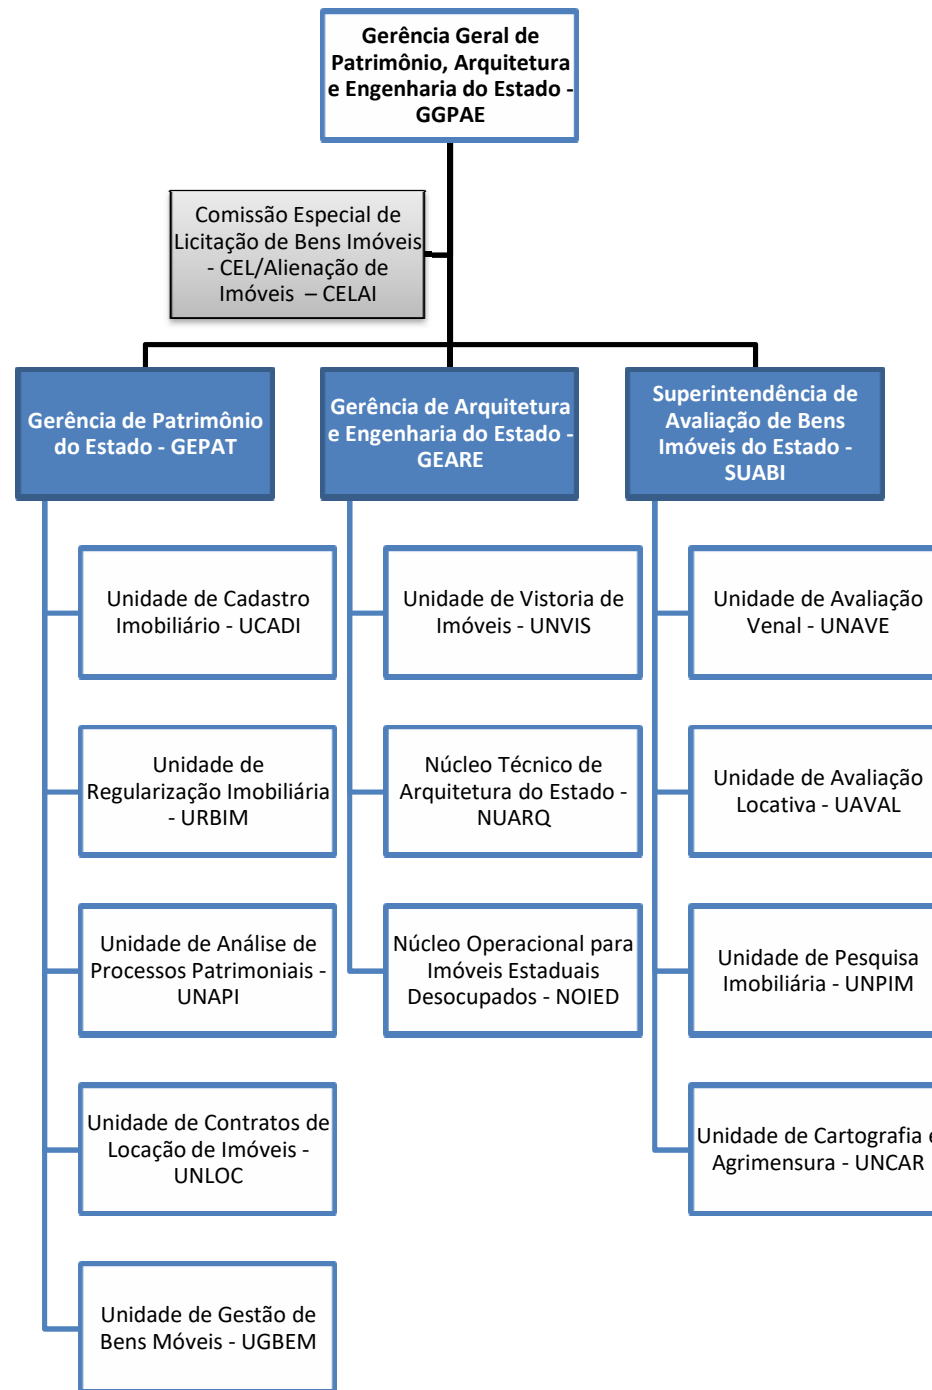 Gerência Geral de
Patrimônio, Arquitetura
e Engenharia do Estado -
GGPAE
Comissão Especial de
Licitação de Bens Imóveis
- CEL/Alienação de
Imóveis – CELAI
Gerência de Patrimônio
do Estado - GEPAT
Gerência de Arquitetura
e Engenharia do Estado -
GEARE
Superintendência de
Avaliação de Bens
Imóveis do Estado -
SUABI
Unidade de Cadastro
Imobiliário - UCADI
Unidade de Vistoria de
Imóveis - UNVIS
Unidade de Avaliação
Venal - UNAVE
Unidade de
Regularização Imobiliária
- URBIM
Núcleo Técnico de
Arquitetura do Estado -
NUARQ
Unidade de Avaliação
Locativa - UAVAL
Unidade de Análise de
Processos Patrimoniais -
UNAPI
Núcleo Operacional para
Imóveis Estaduais
Desocupados - NOIED
Unidade de Pesquisa
Imobiliária - UNPIM
Unidade de Contratos de
Locação de Imóveis -
UNLOC
Unidade de Cartografia e
Agrimensura - UNCAR
Unidade de Gestão de
Bens Móveis - UGBEM